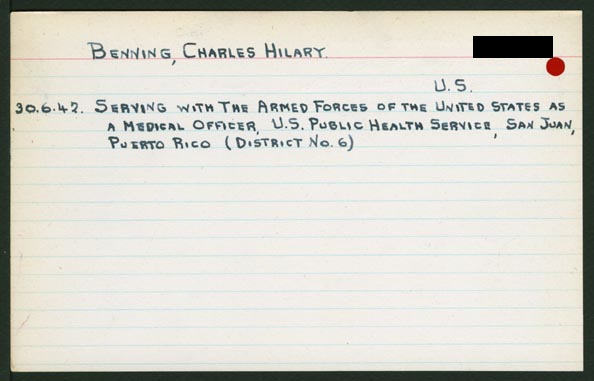 BENNING, CHARLES HILARY.
U.S.
30.6.42. SERVING WITH THE ARMED FORCES OF THE UNITED STATES AS
A MEDICAL OFFICER, U.S. PUBLIC HEALTH SERVICE, SAN JUAN,
PUERTO RICO (DISTRICT No. 6)